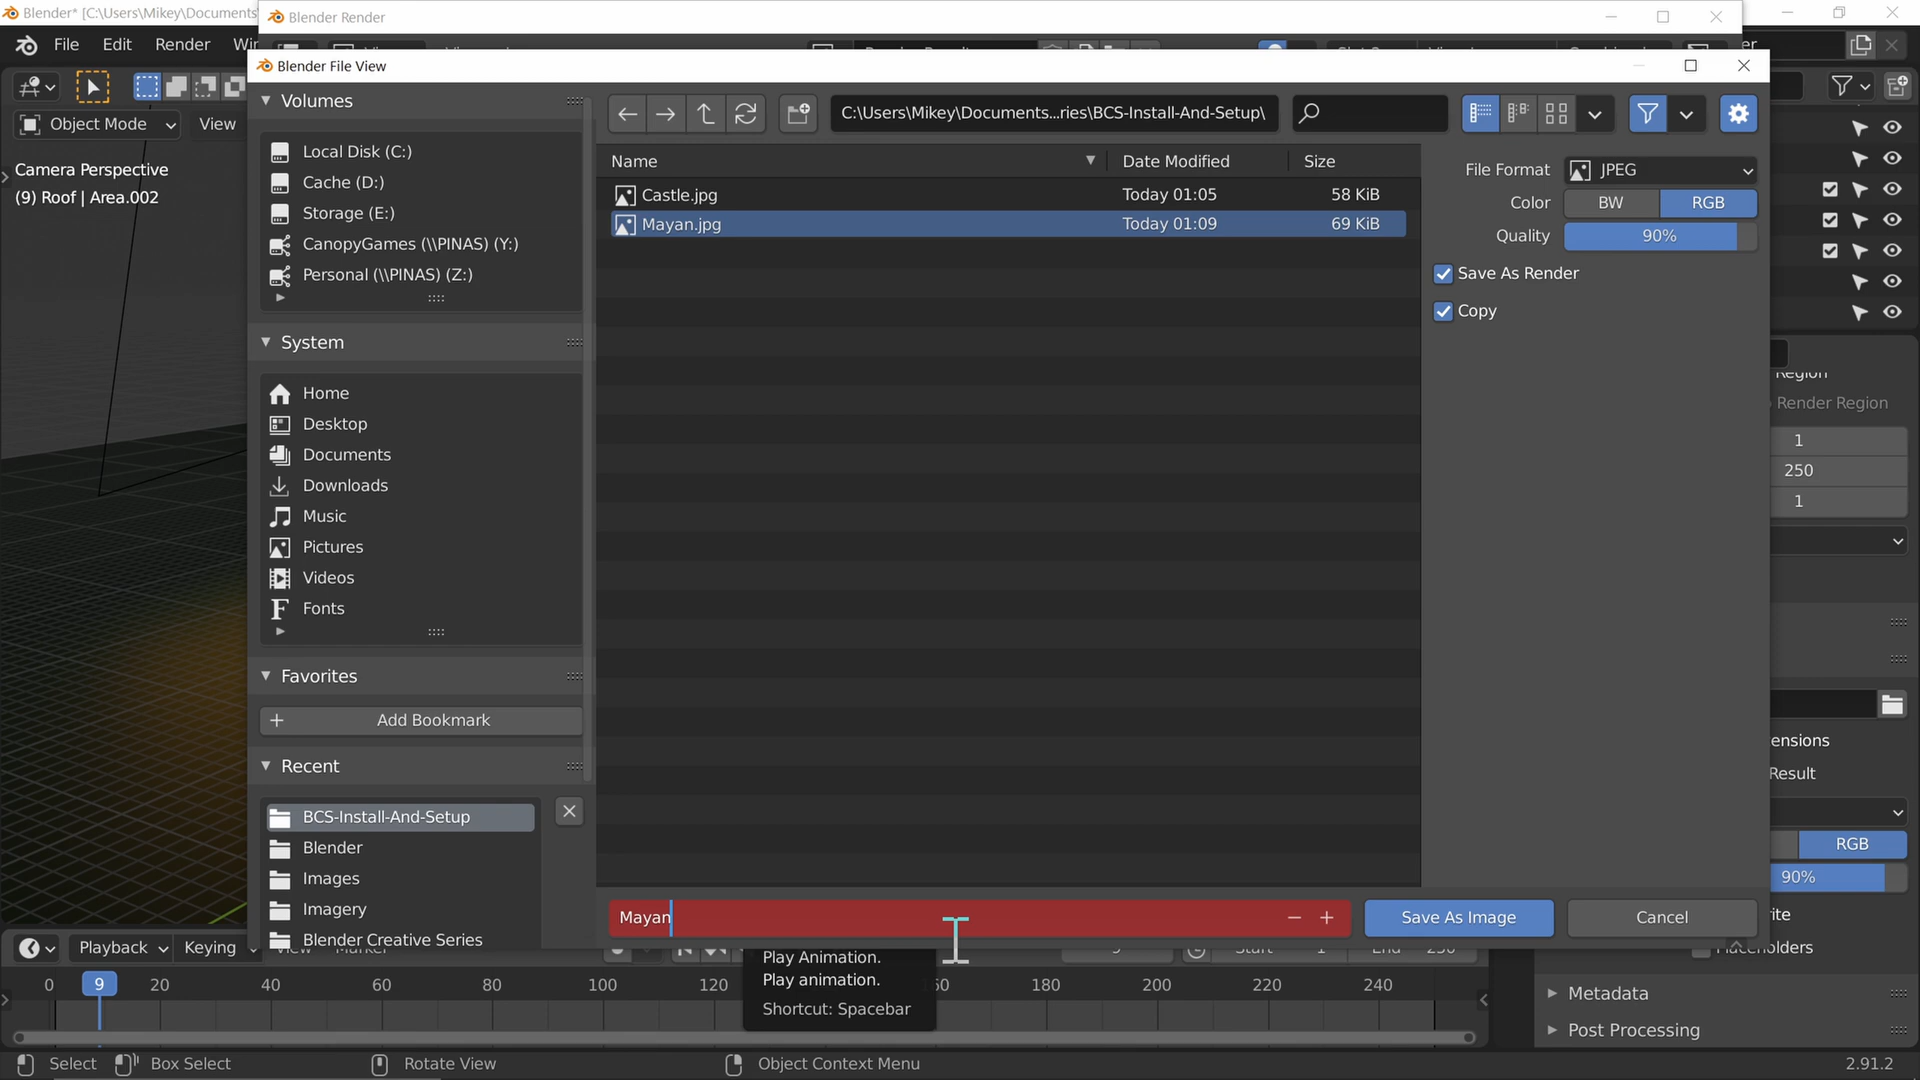 Blender* [C:\Users\Mikey\Documents
Blender Render
File Edit Render
Blender File View
Object Mode View
Camera Perspective
(9) Roof | Area.002
Volumes
Local Disk (C:)
Cache (D:)
Storage (E:)
CanopyGames (\\PINAS) (Y:)
Personal (\\PINAS) (Z:)
System
Home
Desktop
Documents
Downloads
Music
Pictures
Videos
Fonts
Favorites
Add Bookmark
Recent
BCS-Install-And-Setup
Blender
Images
Imagery
Blender Creative Series
C:\Users\Mikey\Documents...ries\BCS-Install-And-Setup\
Name Date Modified Size
Castle.jpg Today 01:05 58 KiB
Mayan.jpg Today 01:09 69 KiB
File Format JPEG
Color BW RGB
Quality 90%
Save As Render
Copy
Mayan
Save As Image
Cancel
Region
Render Region
1
250
1
ensions
Result
RGB
90%
Playback Keying
Play Animation.
Play animation.
Shortcut: Spacebar
0 9 20 40 60 80 100 120 160 180 200 220 240
Metadata
Post Processing
Select Box Select Rotate View Object Context Menu 2.91.2